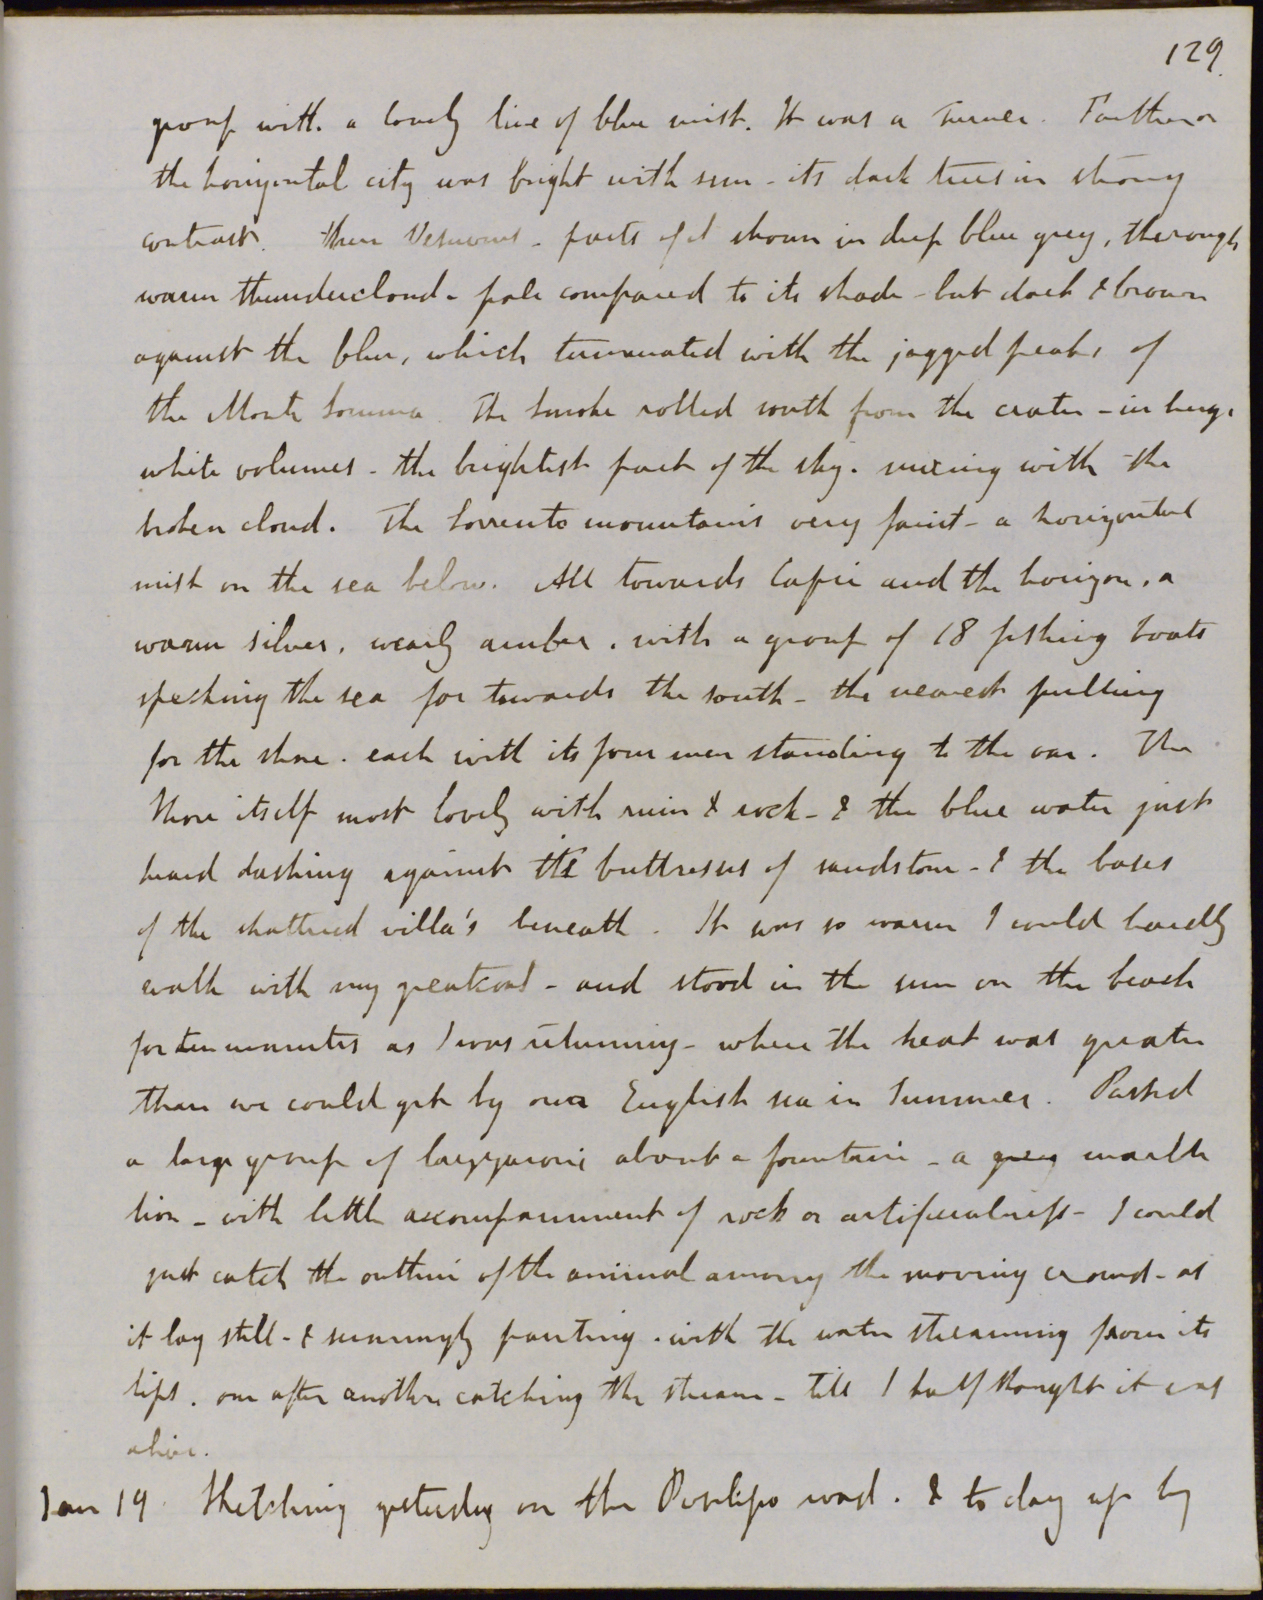 129.
group with a lovely line of blue mist. It was a Turner. Farther on
the horizontal city was bright with sun - its dark trees in strong
contrast. Then Vesuvius - parts of it shown in deep blue grey, through
warm thundercloud - pale compared to its shade - but dark & brown
against the blue, which terminated with the jagged peaks of
the Monte Somma. The smoke rolled south from the crater - in huge
white volumes - the brightest part of the sky. mixing with the
broken cloud. The Sorrento mountains very faint - a horizontal
mist on the sea below. All towards Capri and the horizon, a
warm silver, nearly amber. with a group of 18 fishing boats
specking the sea far towards the south - the nearest pulling
for the shore. each with its four men standing to the oar. The
shore itself most lovely with ruin & rock - & the blue water just
heard dashing against the buttresses of sandstone - & the bases
of the shattered villa's beneath. It was so warm I could hardly
walk with my greatcoat - and stood in the sun on the beach
for ten minutes as I was returning - where the heat was greater
than we could get by our English sea in Summer. Passed
a large group of lazzaroni about a fountain - a grey marble
lion - with little accompaniment of rock or artificialness - I could
just catch the outline of the animal among the moving crowd - as
it lay still - & seemingly panting. with the water streaming from its
lips. one after another catching the stream - till I half thought it was
alive.
Jan 19. Sketching yesterday on the Posilipo road. & to day up by